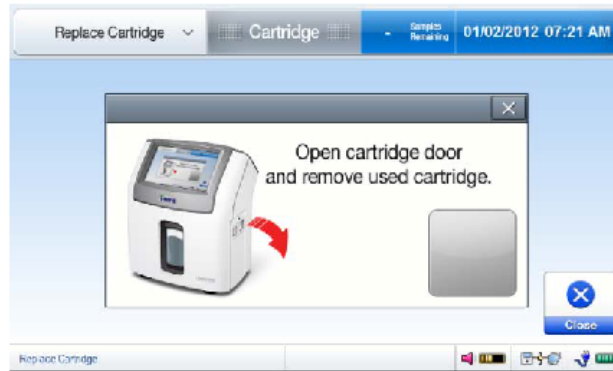 Replace Cartridge
Cartridge
-
Samples
Remaining
01/02/2012 07:21 AM
Open cartridge door
and remove used cartridge.
Close
Replace Cartridge